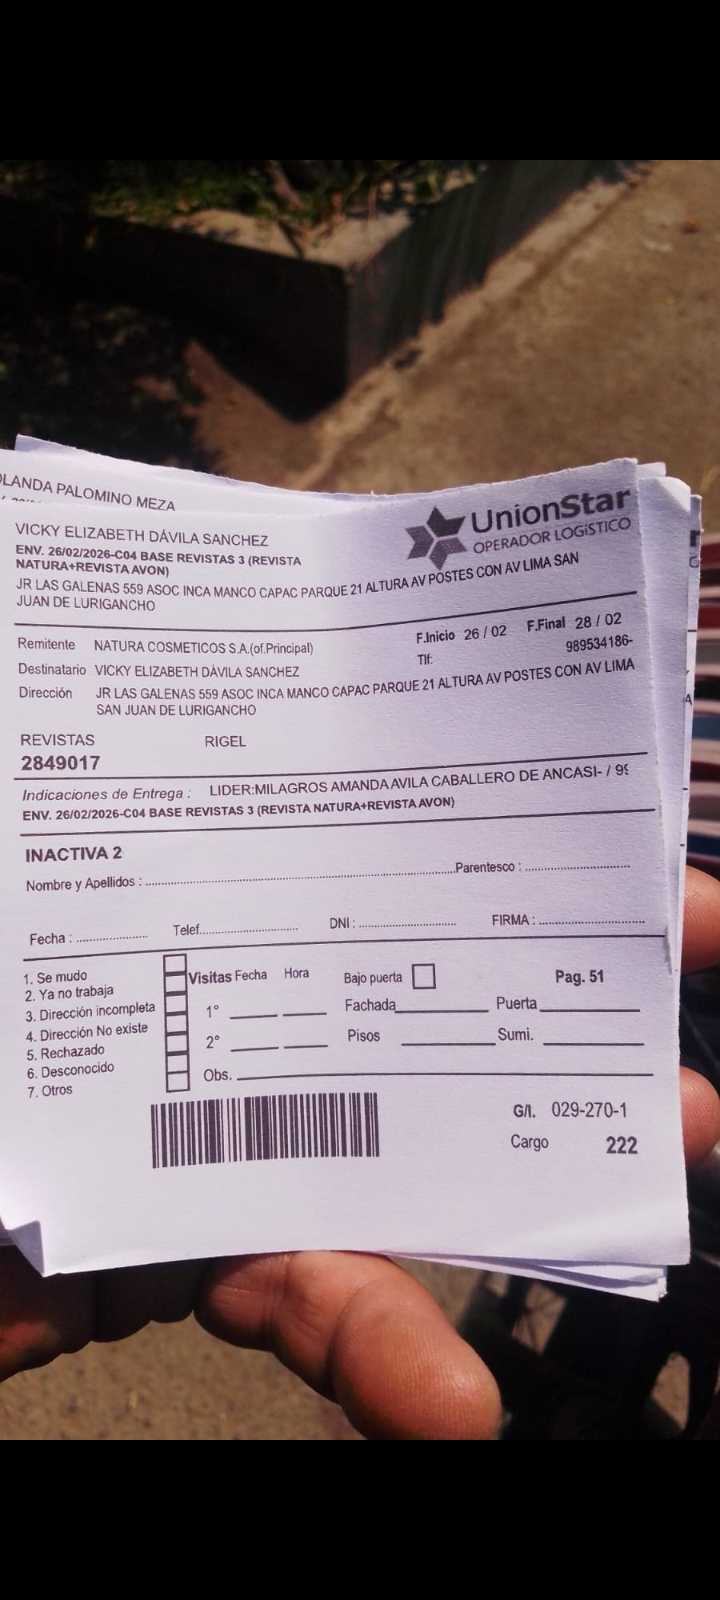 OLANDA PALOMINO MEZA
VICKY ELIZABETH DÁVILA SANCHEZ
UnionStar
OPERADOR LOGíSTICO
ENV. 26/02/2026-C04 BASE REVISTAS 3 (REVISTA
NATURA+REVISTA AVON)
JR LAS GALENAS 559 ASOC INCA MANCO CAPAC PARQUE 21 ALTURA AV POSTES CON AV LIMA SAN
JUAN DE LURIGANCHO
Remitente NATURA COSMETICOS S.A.(of.Principal)
F.Inicio 26 / 02 F.Final 28 / 02
Tlf: 989534186-
Destinatario VICKY ELIZABETH DÁVILA SANCHEZ
Dirección JR LAS GALENAS 559 ASOC INCA MANCO CAPAC PARQUE 21 ALTURA AV POSTES CON AV LIMA
SAN JUAN DE LURIGANCHO
REVISTAS RIGEL
2849017
Indicaciones de Entrega : LIDER:MILAGROS AMANDA AVILA CABALLERO DE ANCASI- / 99
ENV. 26/02/2026-C04 BASE REVISTAS 3 (REVISTA NATURA+REVISTA AVON)
INACTIVA 2
Nombre y Apellidos : Parentesco :
Fecha : Telef. DNI : FIRMA :
1. Se mudo
2. Ya no trabaja
3. Dirección incompleta
4. Dirección No existe
5. Rechazado
6. Desconocido
7. Otros
Visitas Fecha Hora Bajo puerta Pag. 51
1° Fachada Puerta
2° Pisos Sumi.
Obs.
G/I. 029-270-1
Cargo 222